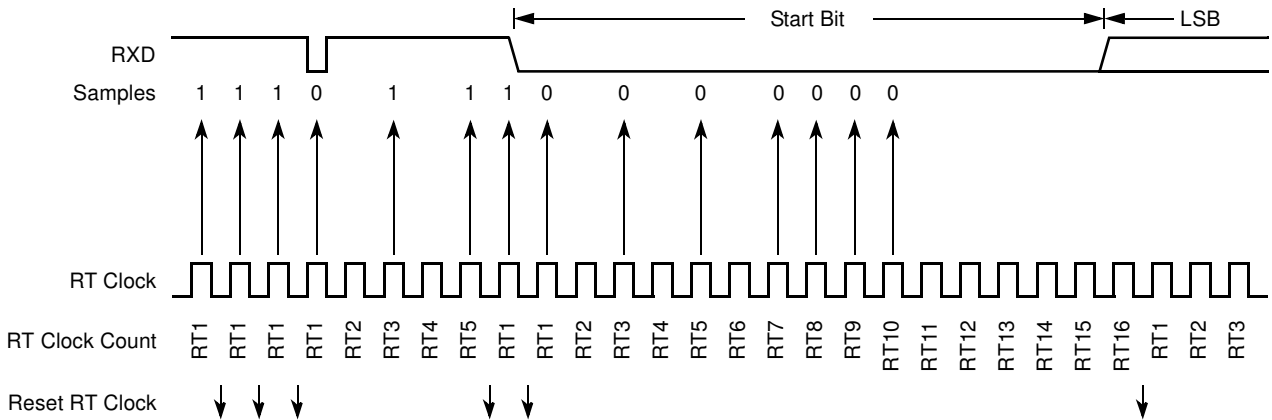 Start Bit LSB
RXD
Samples 1 1 1 0 1 1 1 0 0 0 0 0 0 0
RT Clock
RT Clock Count RT1 RT1 RT1 RT1 RT2 RT3 RT4 RT5 RT1 RT1 RT2 RT3 RT4 RT5 RT6 RT7 RT8 RT9 RT10 RT11 RT12 RT13 RT14 RT15 RT16 RT1 RT2 RT3
Reset RT Clock